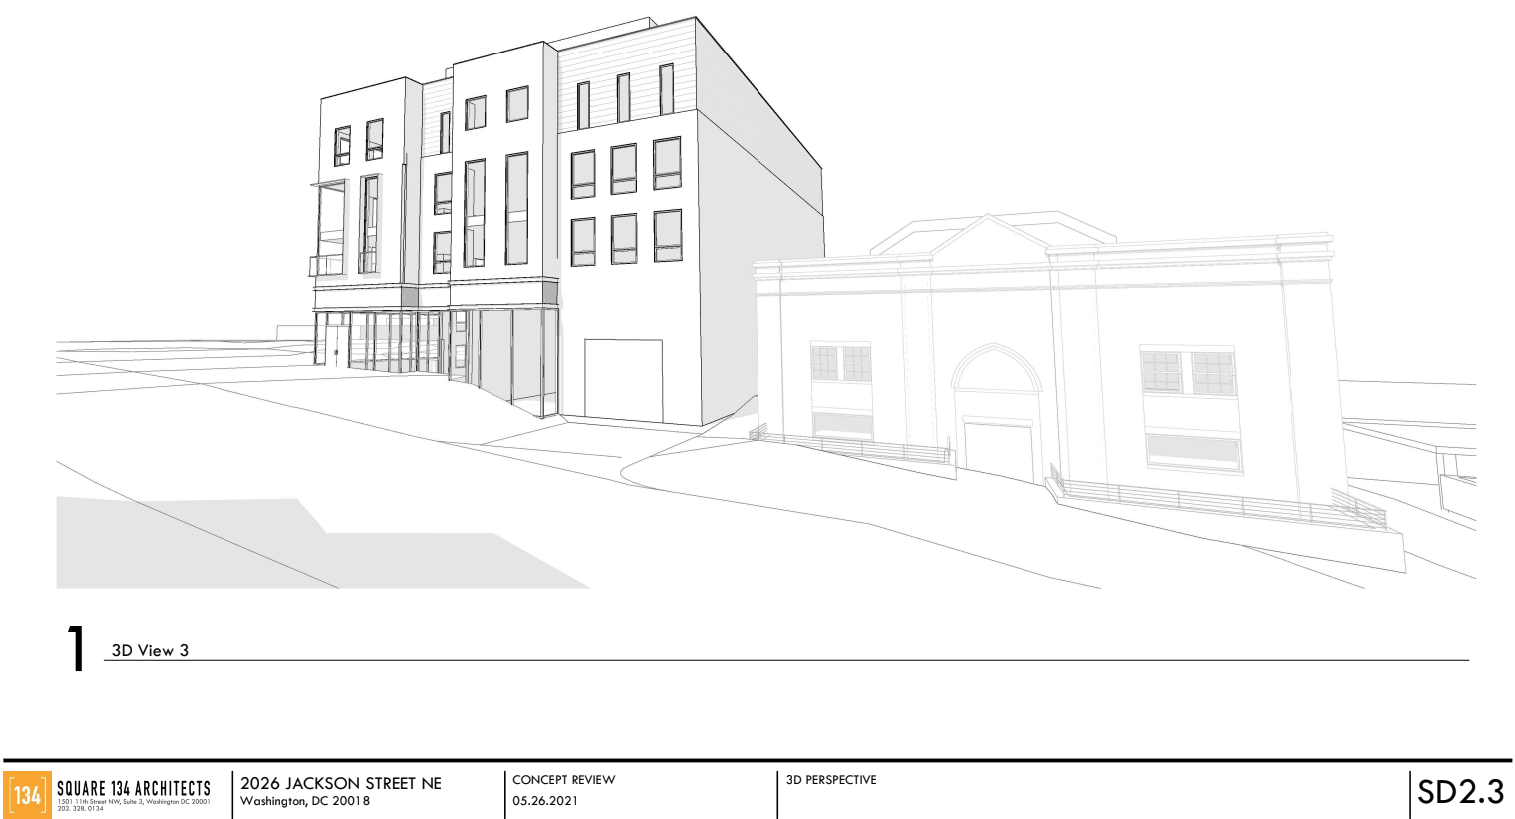 1
3D View 3
134
SQUARE 134 ARCHITECTS
1501 11th Street NW, Suite 3, Washington DC 20001
202. 328. 0134
2026 JACKSON STREET NE
Washington, DC 20018
CONCEPT REVIEW
05.26.2021
3D PERSPECTIVE
SD2.3